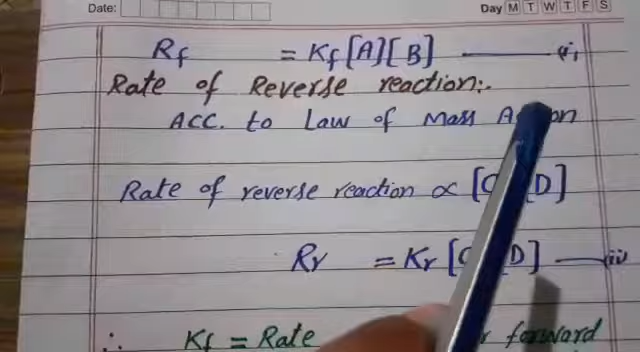 Date: Day M T W T F S
Rf = Kf [A][B] (i)
Rate of Reverse reaction:-
ACC. to Law of Mass
Rate of reverse reaction ∝ [C D]
Rr = Kr [C D] (ii)
∴ Kf = Rate forward